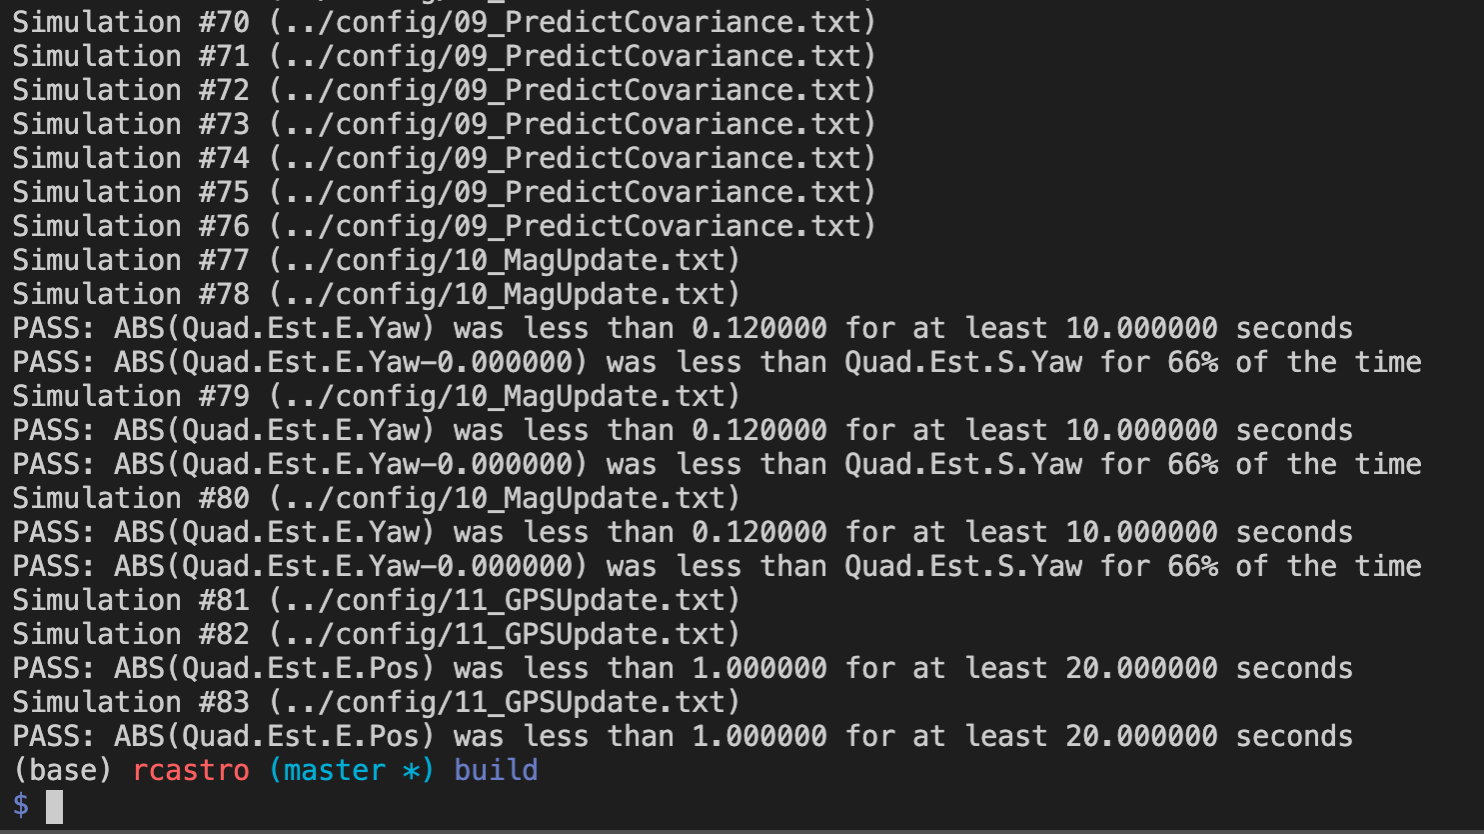 Simulation #70 (../config/09_PredictCovariance.txt)
Simulation #71 (../config/09_PredictCovariance.txt)
Simulation #72 (../config/09_PredictCovariance.txt)
Simulation #73 (../config/09_PredictCovariance.txt)
Simulation #74 (../config/09_PredictCovariance.txt)
Simulation #75 (../config/09_PredictCovariance.txt)
Simulation #76 (../config/09_PredictCovariance.txt)
Simulation #77 (../config/10_MagUpdate.txt)
Simulation #78 (../config/10_MagUpdate.txt)
PASS: ABS(Quad.Est.E.Yaw) was less than 0.120000 for at least 10.000000 seconds
PASS: ABS(Quad.Est.E.Yaw-0.000000) was less than Quad.Est.S.Yaw for 66% of the time
Simulation #79 (../config/10_MagUpdate.txt)
PASS: ABS(Quad.Est.E.Yaw) was less than 0.120000 for at least 10.000000 seconds
PASS: ABS(Quad.Est.E.Yaw-0.000000) was less than Quad.Est.S.Yaw for 66% of the time
Simulation #80 (../config/10_MagUpdate.txt)
PASS: ABS(Quad.Est.E.Yaw) was less than 0.120000 for at least 10.000000 seconds
PASS: ABS(Quad.Est.E.Yaw-0.000000) was less than Quad.Est.S.Yaw for 66% of the time
Simulation #81 (../config/11_GPSUpdate.txt)
Simulation #82 (../config/11_GPSUpdate.txt)
PASS: ABS(Quad.Est.E.Pos) was less than 1.000000 for at least 20.000000 seconds
Simulation #83 (../config/11_GPSUpdate.txt)
PASS: ABS(Quad.Est.E.Pos) was less than 1.000000 for at least 20.000000 seconds
(base) rcastro (master *) build
$